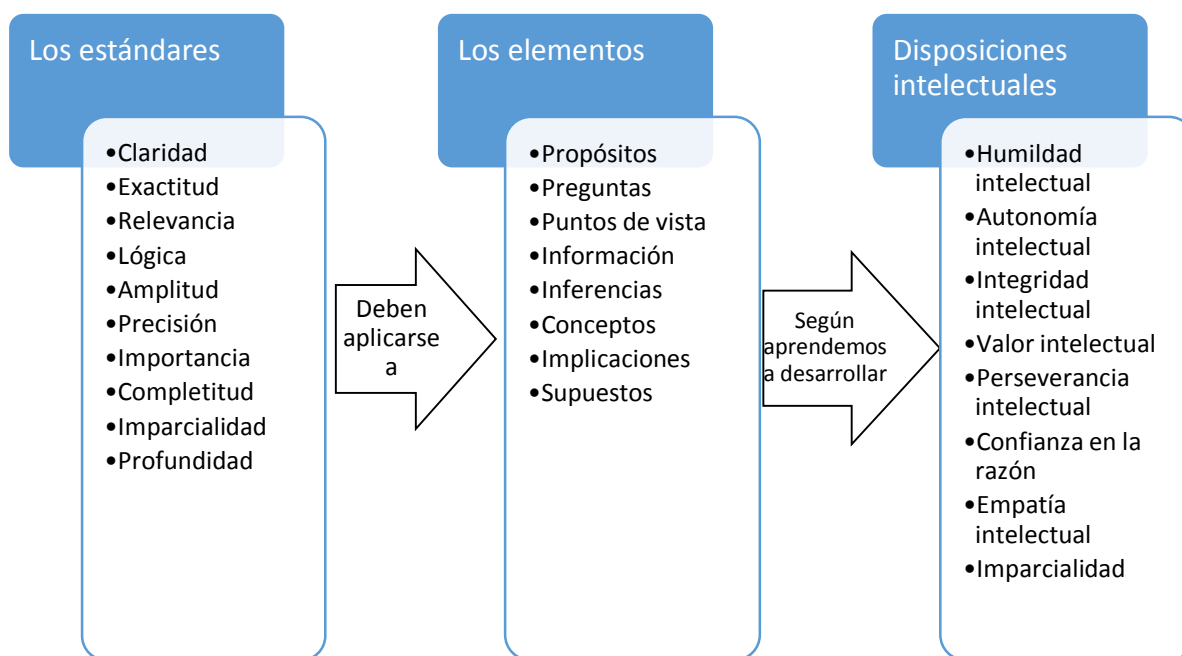 Los estándares
•Claridad
•Exactitud
•Relevancia
•Lógica
•Amplitud
•Precisión
•Importancia
•Completitud
•Imparcialidad
•Profundidad
Deben
aplicarse
a
Los elementos
•Propósitos
•Preguntas
•Puntos de vista
•Información
•Inferencias
•Conceptos
•Implicaciones
•Supuestos
Según
aprendemos
a desarrollar
Disposiciones
intelectuales
•Humildad
intelectual
•Autonomía
intelectual
•Integridad
intelectual
•Valor intelectual
•Perseverancia
intelectual
•Confianza en la
razón
•Empatía
intelectual
•Imparcialidad